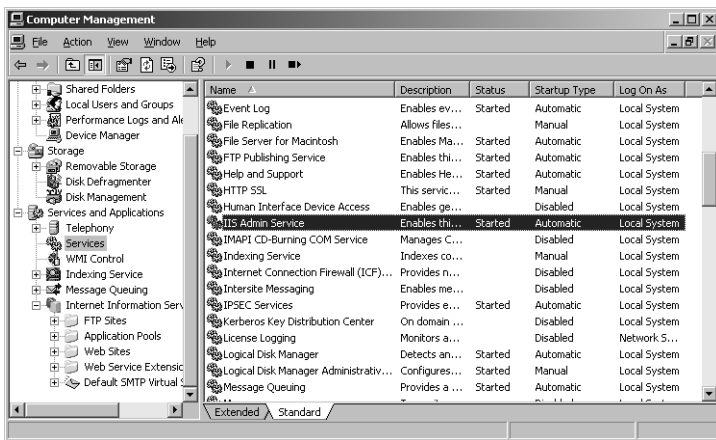 Computer Management
File Action View Window Help
Shared Folders
Local Users and Groups
Performance Logs and Ale
Device Manager
Storage
Removable Storage
Disk Defragmenter
Disk Management
Services and Applications
Telephony
Services
WMI Control
Indexing Service
Message Queuing
Internet Information Serv
FTP Sites
Application Pools
Web Sites
Web Service Extensio
Default SMTP Virtual S
Name Description Status Startup Type Log On As
Event Log Enables ev... Started Automatic Local System
File Replication Allows files... Manual Local System
File Server for Macintosh Enables Ma... Started Automatic Local System
FTP Publishing Service Enables thi... Started Automatic Local System
Help and Support Enables He... Started Automatic Local System
HTTP SSL This servic... Started Manual Local System
Human Interface Device Access Enables ge... Disabled Local System
IIS Admin Service Enables thi... Started Automatic Local System
IMAPI CD-Burning COM Service Manages C... Disabled Local System
Indexing Service Indexes co... Manual Local System
Internet Connection Firewall (ICF)... Provides n... Disabled Local System
Intersite Messaging Enables me... Disabled Local System
IPSEC Services Provides e... Started Automatic Local System
Kerberos Key Distribution Center On domain ... Disabled Local System
License Logging Monitors a... Disabled Network S...
Logical Disk Manager Detects an... Started Automatic Local System
Logical Disk Manager Administrativ... Configures... Started Manual Local System
Message Queuing Provides a ... Started Automatic Local System
Extended Standard